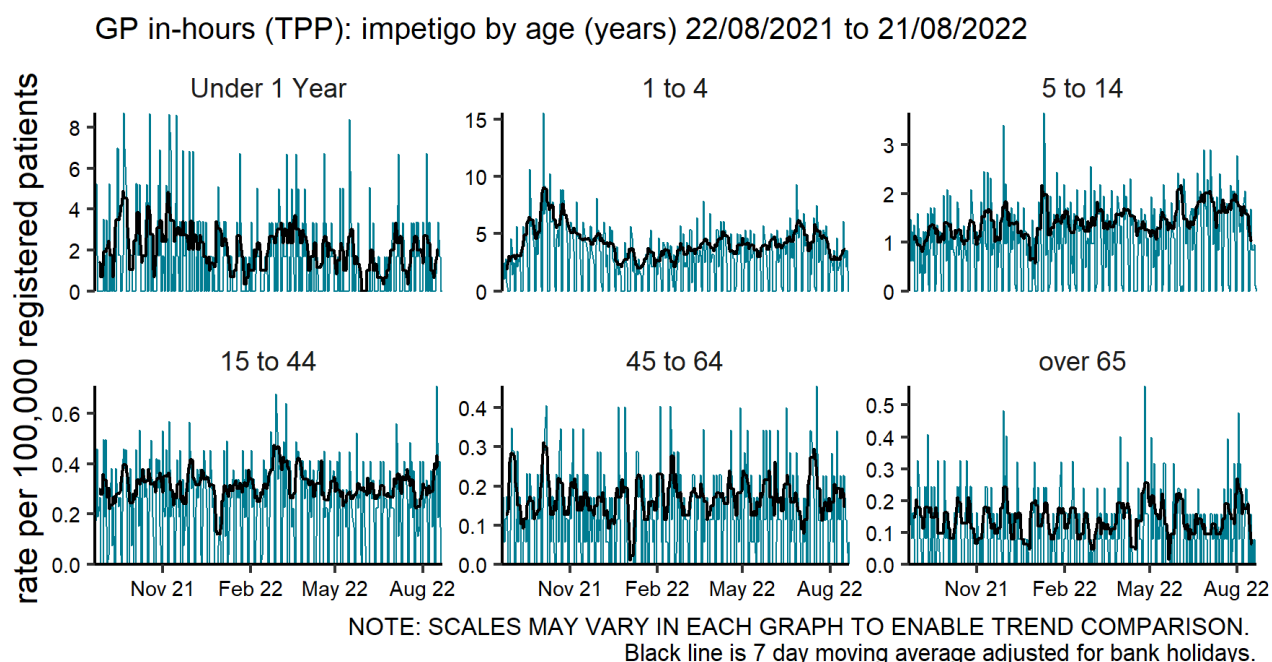 GP in-hours (TPP): impetigo by age (years) 22/08/2021 to 21/08/2022
rate per 100,000 registered patients
Under 1 Year
1 to 4
5 to 14
8
6
4
2
0
15
10
5
0
3
2
1
0
15 to 44
45 to 64
over 65
0.6
0.4
0.2
0.0
0.4
0.3
0.2
0.1
0.0
0.5
0.4
0.3
0.2
0.1
0.0
Nov 21 Feb 22 May 22 Aug 22
Nov 21 Feb 22 May 22 Aug 22
Nov 21 Feb 22 May 22 Aug 22
NOTE: SCALES MAY VARY IN EACH GRAPH TO ENABLE TREND COMPARISON.
Black line is 7 day moving average adjusted for bank holidays.